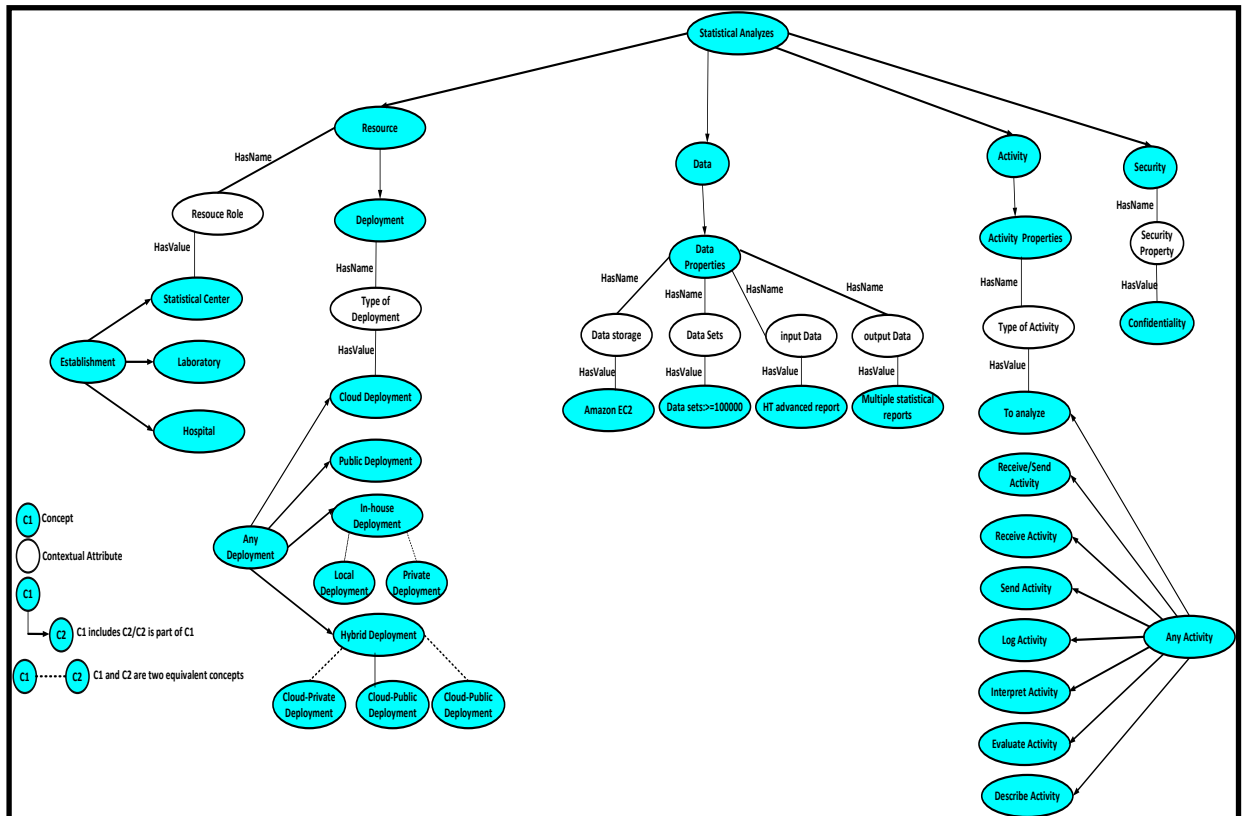 Statistical Analyzes
Resource
Data
Activity
Security
HasName
HasName
Resouce Role
Deployment
Activity Properties
Security
Property
HasValue
HasName
Data
Properties
HasName
HasValue
HasName
HasName
HasName
HasName
Statistical Center
Type of
Deployment
Data storage
Data Sets
input Data
output Data
Type of Activity
Confidentiality
Establishment
Laboratory
HasValue
HasValue
HasValue
HasValue
HasValue
HasValue
Hospital
Cloud Deployment
Amazon EC2
Data sets:>=100000
HT advanced report
Multiple statistical
reports
To analyze
Public Deployment
Receive/Send
Activity
In-house
Deployment
Any
Deployment
Receive Activity
Local
Deployment
Private
Deployment
Send Activity
Hybrid Deployment
Log Activity
Any Activity
Cloud-Private
Deployment
Cloud-Public
Deployment
Cloud-Public
Deployment
Interpret Activity
Evaluate Activity
Describe Activity
C1 Concept
Contextual Attribute
C1
C2 C1 includes C2/C2 is part of C1
C1 C2 C1 and C2 are two equivalent concepts